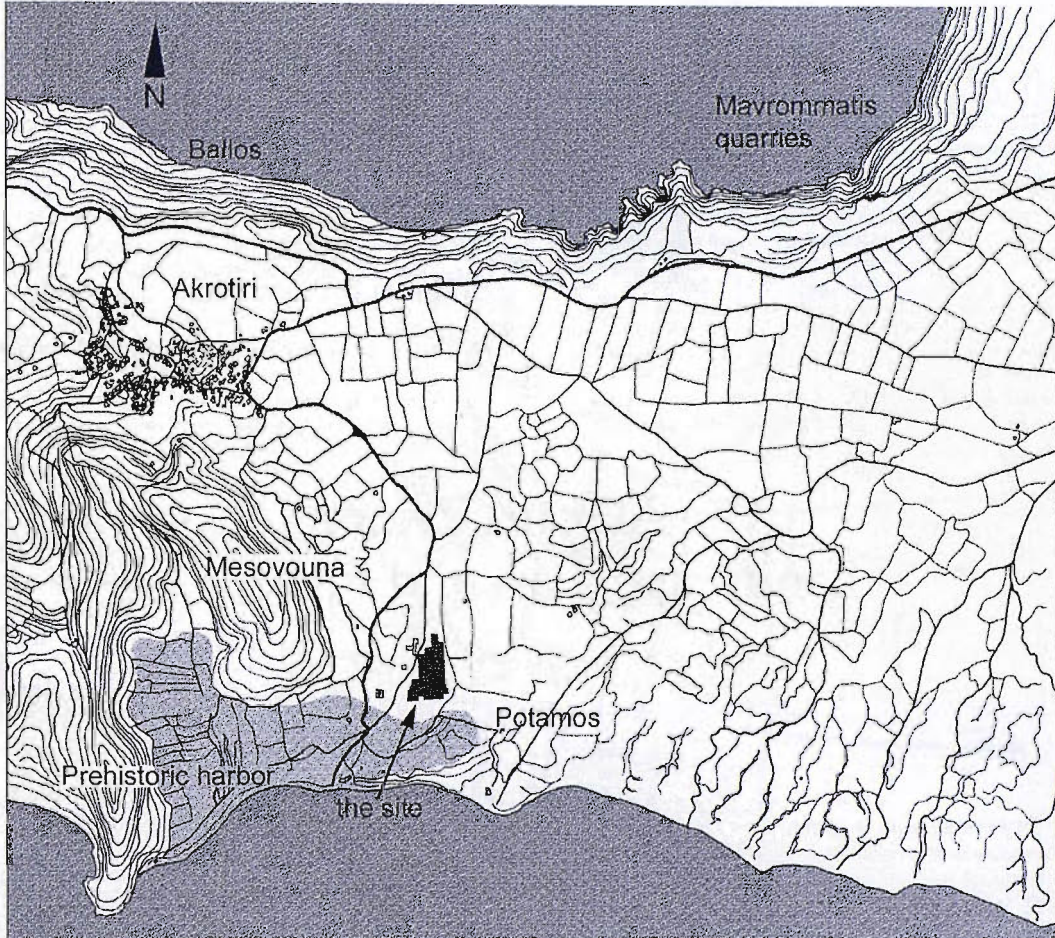 N
Ballos
Mavrommatis
quarries
Akrotiri
Mesovouna
Potamos
Prehistoric harbor
the site